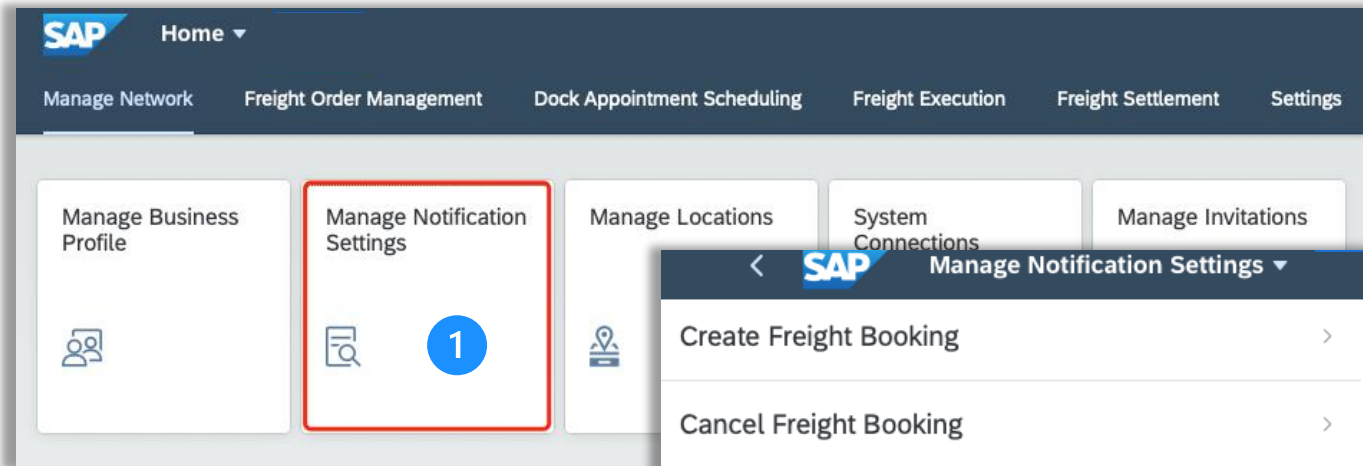 SAP Home
Manage Network Freight Order Management Dock Appointment Scheduling Freight Execution Freight Settlement Settings
Manage Business
Profile
Manage Notification
Settings
1
Manage Locations
System
Connections
Manage Invitations
SAP Manage Notification Settings
Create Freight Booking
Cancel Freight Booking